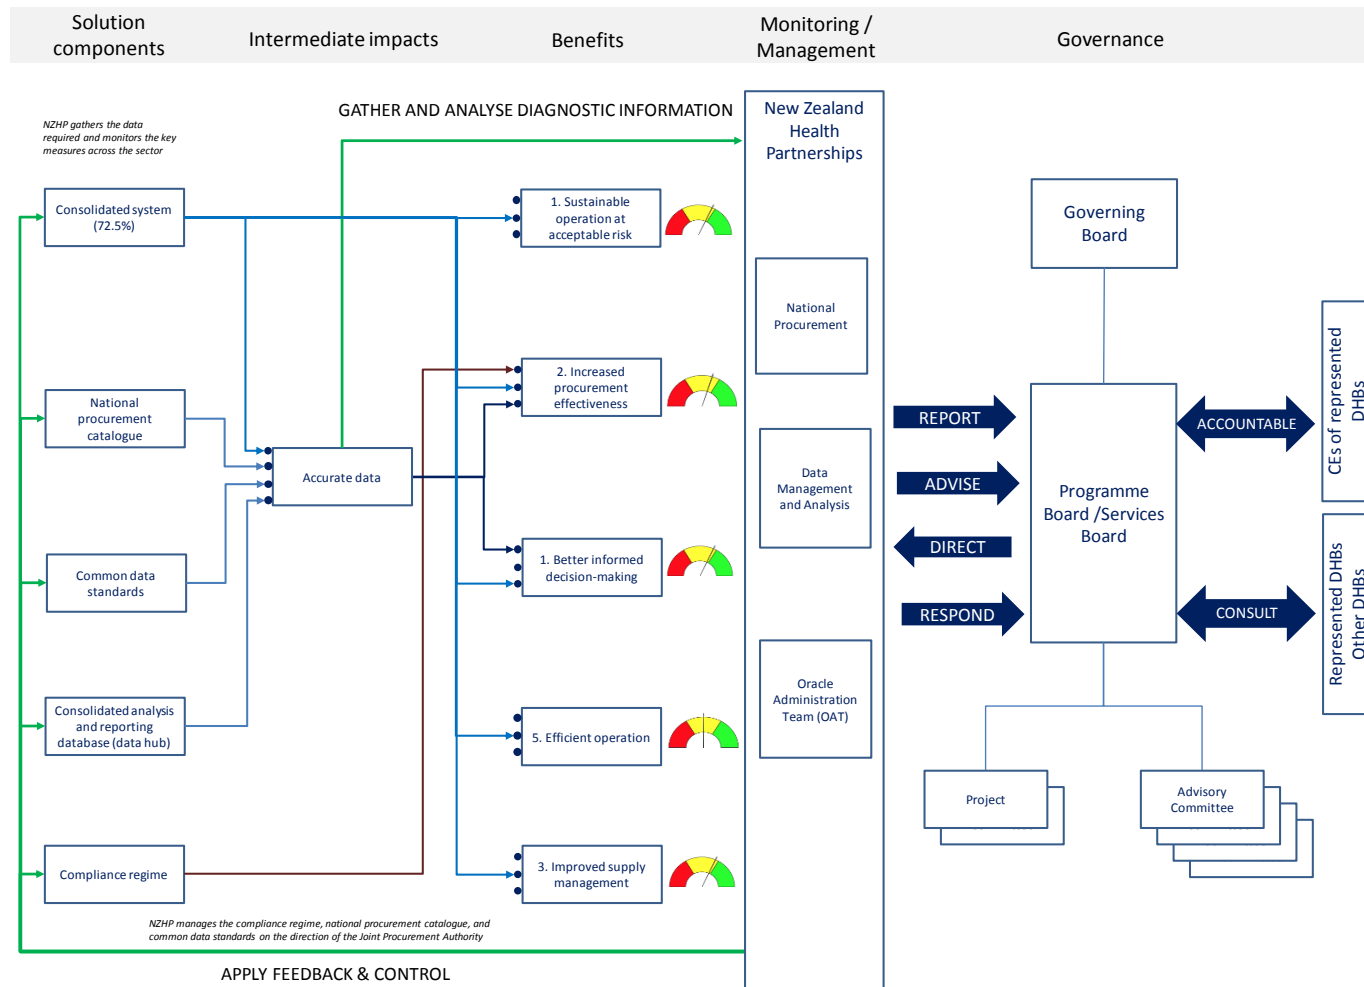 Solution
components
Intermediate impacts
Benefits
Monitoring /
Management
Governance
GATHER AND ANALYSE DIAGNOSTIC INFORMATION
NZHP gathers the data
required and monitors the key
measures across the sector
New Zealand
Health
Partnerships
Consolidated system
(72.5%)
1. Sustainable
operation at
acceptable risk
Governing
Board
National
Procurement
National
procurement
catalogue
2. Increased
procurement
effectiveness
REPORT
ACCOUNTABLE
CEs of represented
DHBs
Accurate data
Data
Management
and Analysis
ADVISE
Programme
Board /Services
Board
DIRECT
Common data
standards
1. Better informed
decision-making
RESPOND
CONSULT
Represented DHBs
Other DHBs
Consolidated analysis
and reporting
database (data hub)
5. Efficient operation
Oracle
Administration
Team (OAT)
Project
Advisory
Committee
Compliance regime
3. Improved supply
management
NZHP manages the compliance regime, national procurement catalogue, and
common data standards on the direction of the Joint Procurement Authority
APPLY FEEDBACK & CONTROL